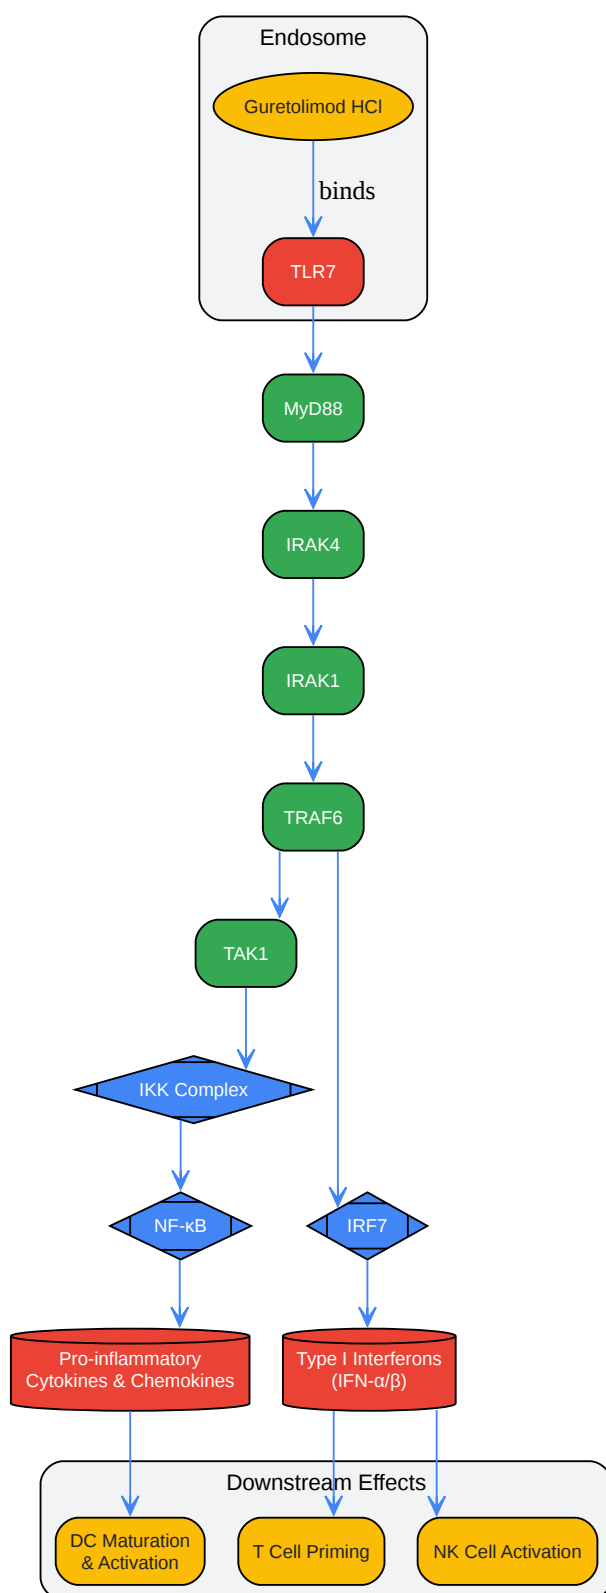 Endosome
Guretolimod HCl
binds
TLR7
MyD88
IRAK4
IRAK1
TRAF6
TAK1
IKK Complex
NF-κB
IRF7
Pro-inflammatory
Cytokines & Chemokines
Type I Interferons
(IFN-α/β)
Downstream Effects
DC Maturation
& Activation
T Cell Priming
NK Cell Activation